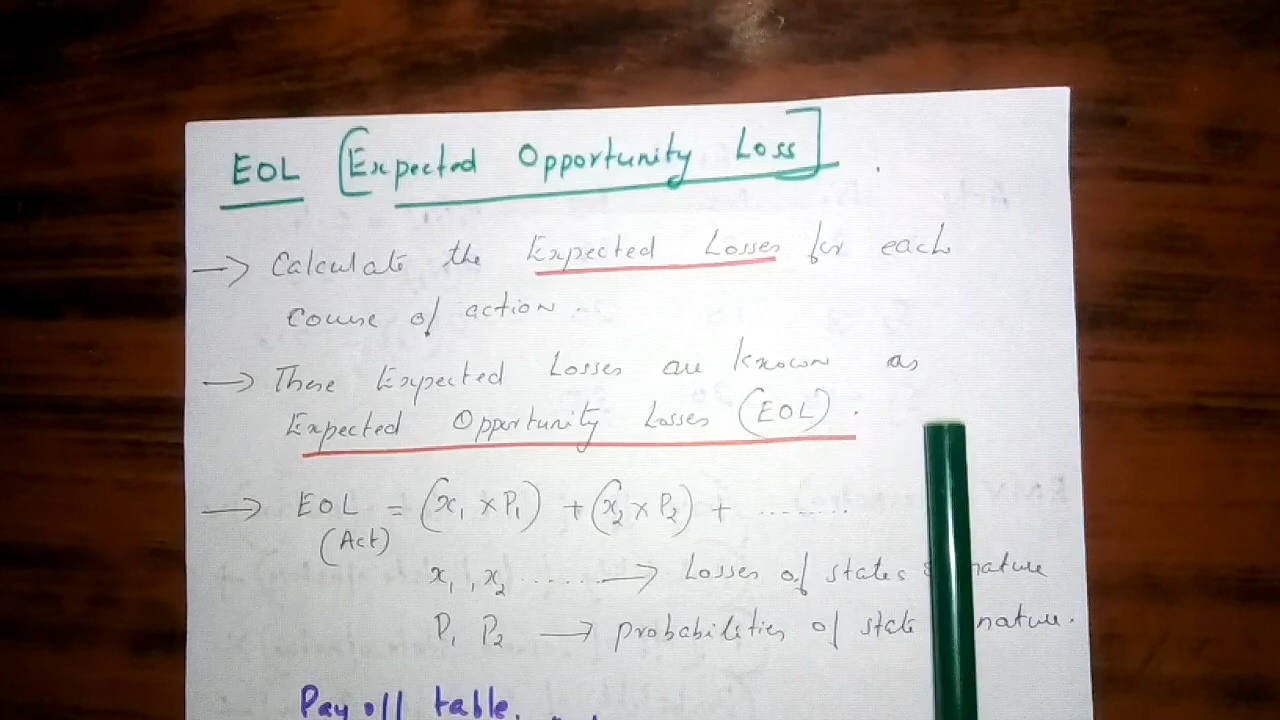 EOL [Expected Opportunity Loss]
→ Calculate the Expected Losses for each
course of action.
→ These Expected Losses are known as
Expected Opportunity Losses (EOL).
→ EOL = (x₁ × P₁) + (x₂ × P₂) + ........
(Act)
x₁, x₂ ......→ Losses of states nature
P₁ P₂ → probabilities of state nature.
Pay off table.